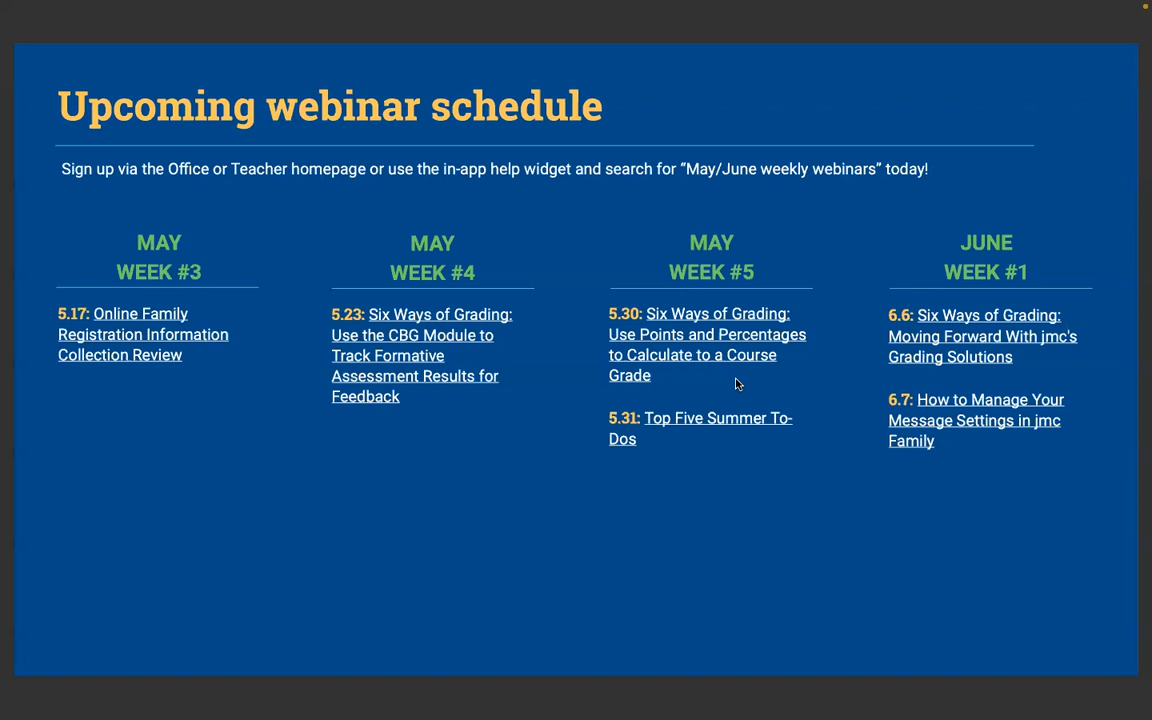 Upcoming webinar schedule
Sign up via the Office or Teacher homepage or use the in-app help widget and search for “May/June weekly webinars” today!
MAY
WEEK #3
5.17: Online Family
Registration Information
Collection Review
MAY
WEEK #4
5.23: Six Ways of Grading:
Use the CBG Module to
Track Formative
Assessment Results for
Feedback
MAY
WEEK #5
5.30: Six Ways of Grading:
Use Points and Percentages
to Calculate to a Course
Grade
5.31: Top Five Summer To-
Dos
JUNE
WEEK #1
6.6: Six Ways of Grading:
Moving Forward With jmc's
Grading Solutions
6.7: How to Manage Your
Message Settings in jmc
Family